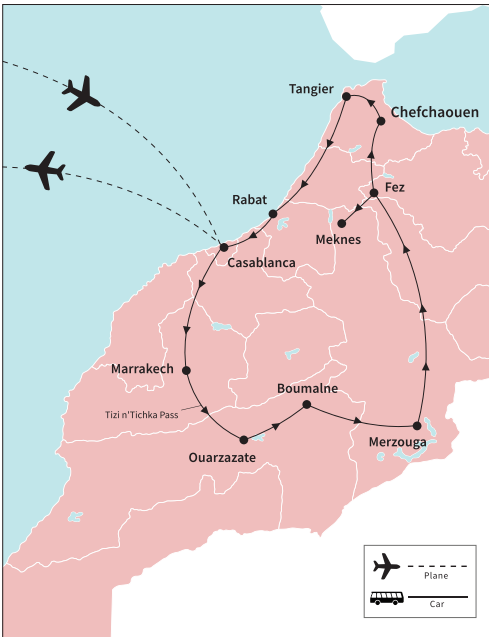 Tangier
Chefchaouen
Fez
Rabat
Meknes
Casablanca
Marrakech
Boumalne
Tizi n'Tichka Pass
Merzouga
Ouarzazate
Plane
Car